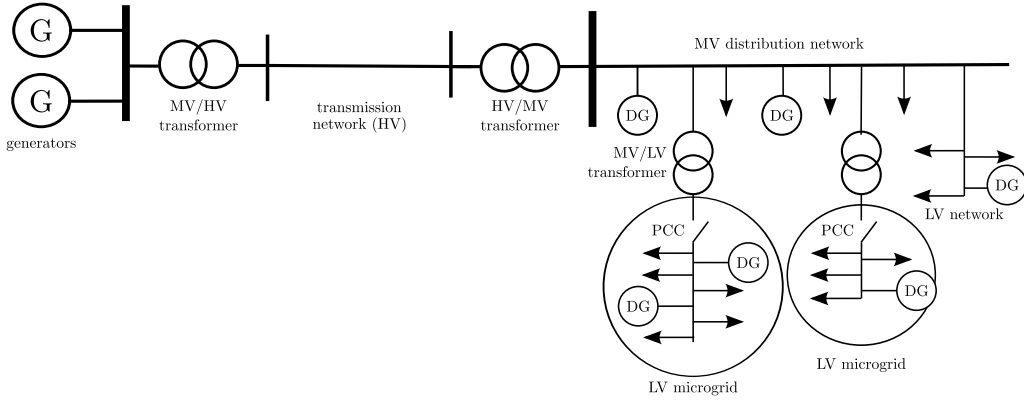 G
G
generators
MV/HV
transformer
transmission
network (HV)
HV/MV
transformer
MV distribution network
DG
DG
MV/LV
transformer
DG
LV network
PCC
DG
DG
LV microgrid
PCC
DG
LV microgrid